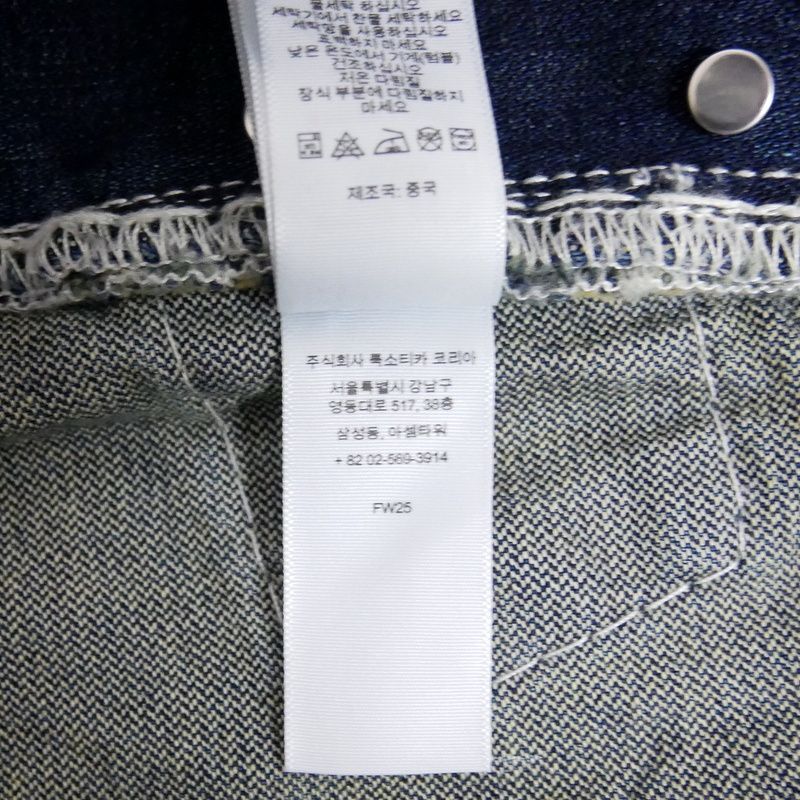 물세탁 하십시오
세탁기에서 찬물 세탁하십시오
세탁망을 사용하십시오
표백하지 마세요
낮은 온도에서 기계(텀블)
건조하십시오
저온 다림질
장식 부분에 다림질하지
마세요
제조국: 중국
주식회사 룩소티카 코리아
서울특별시 강남구
영동대로 517, 38층
삼성동, 아셈타워
+ 82 02-569-3914
FW25